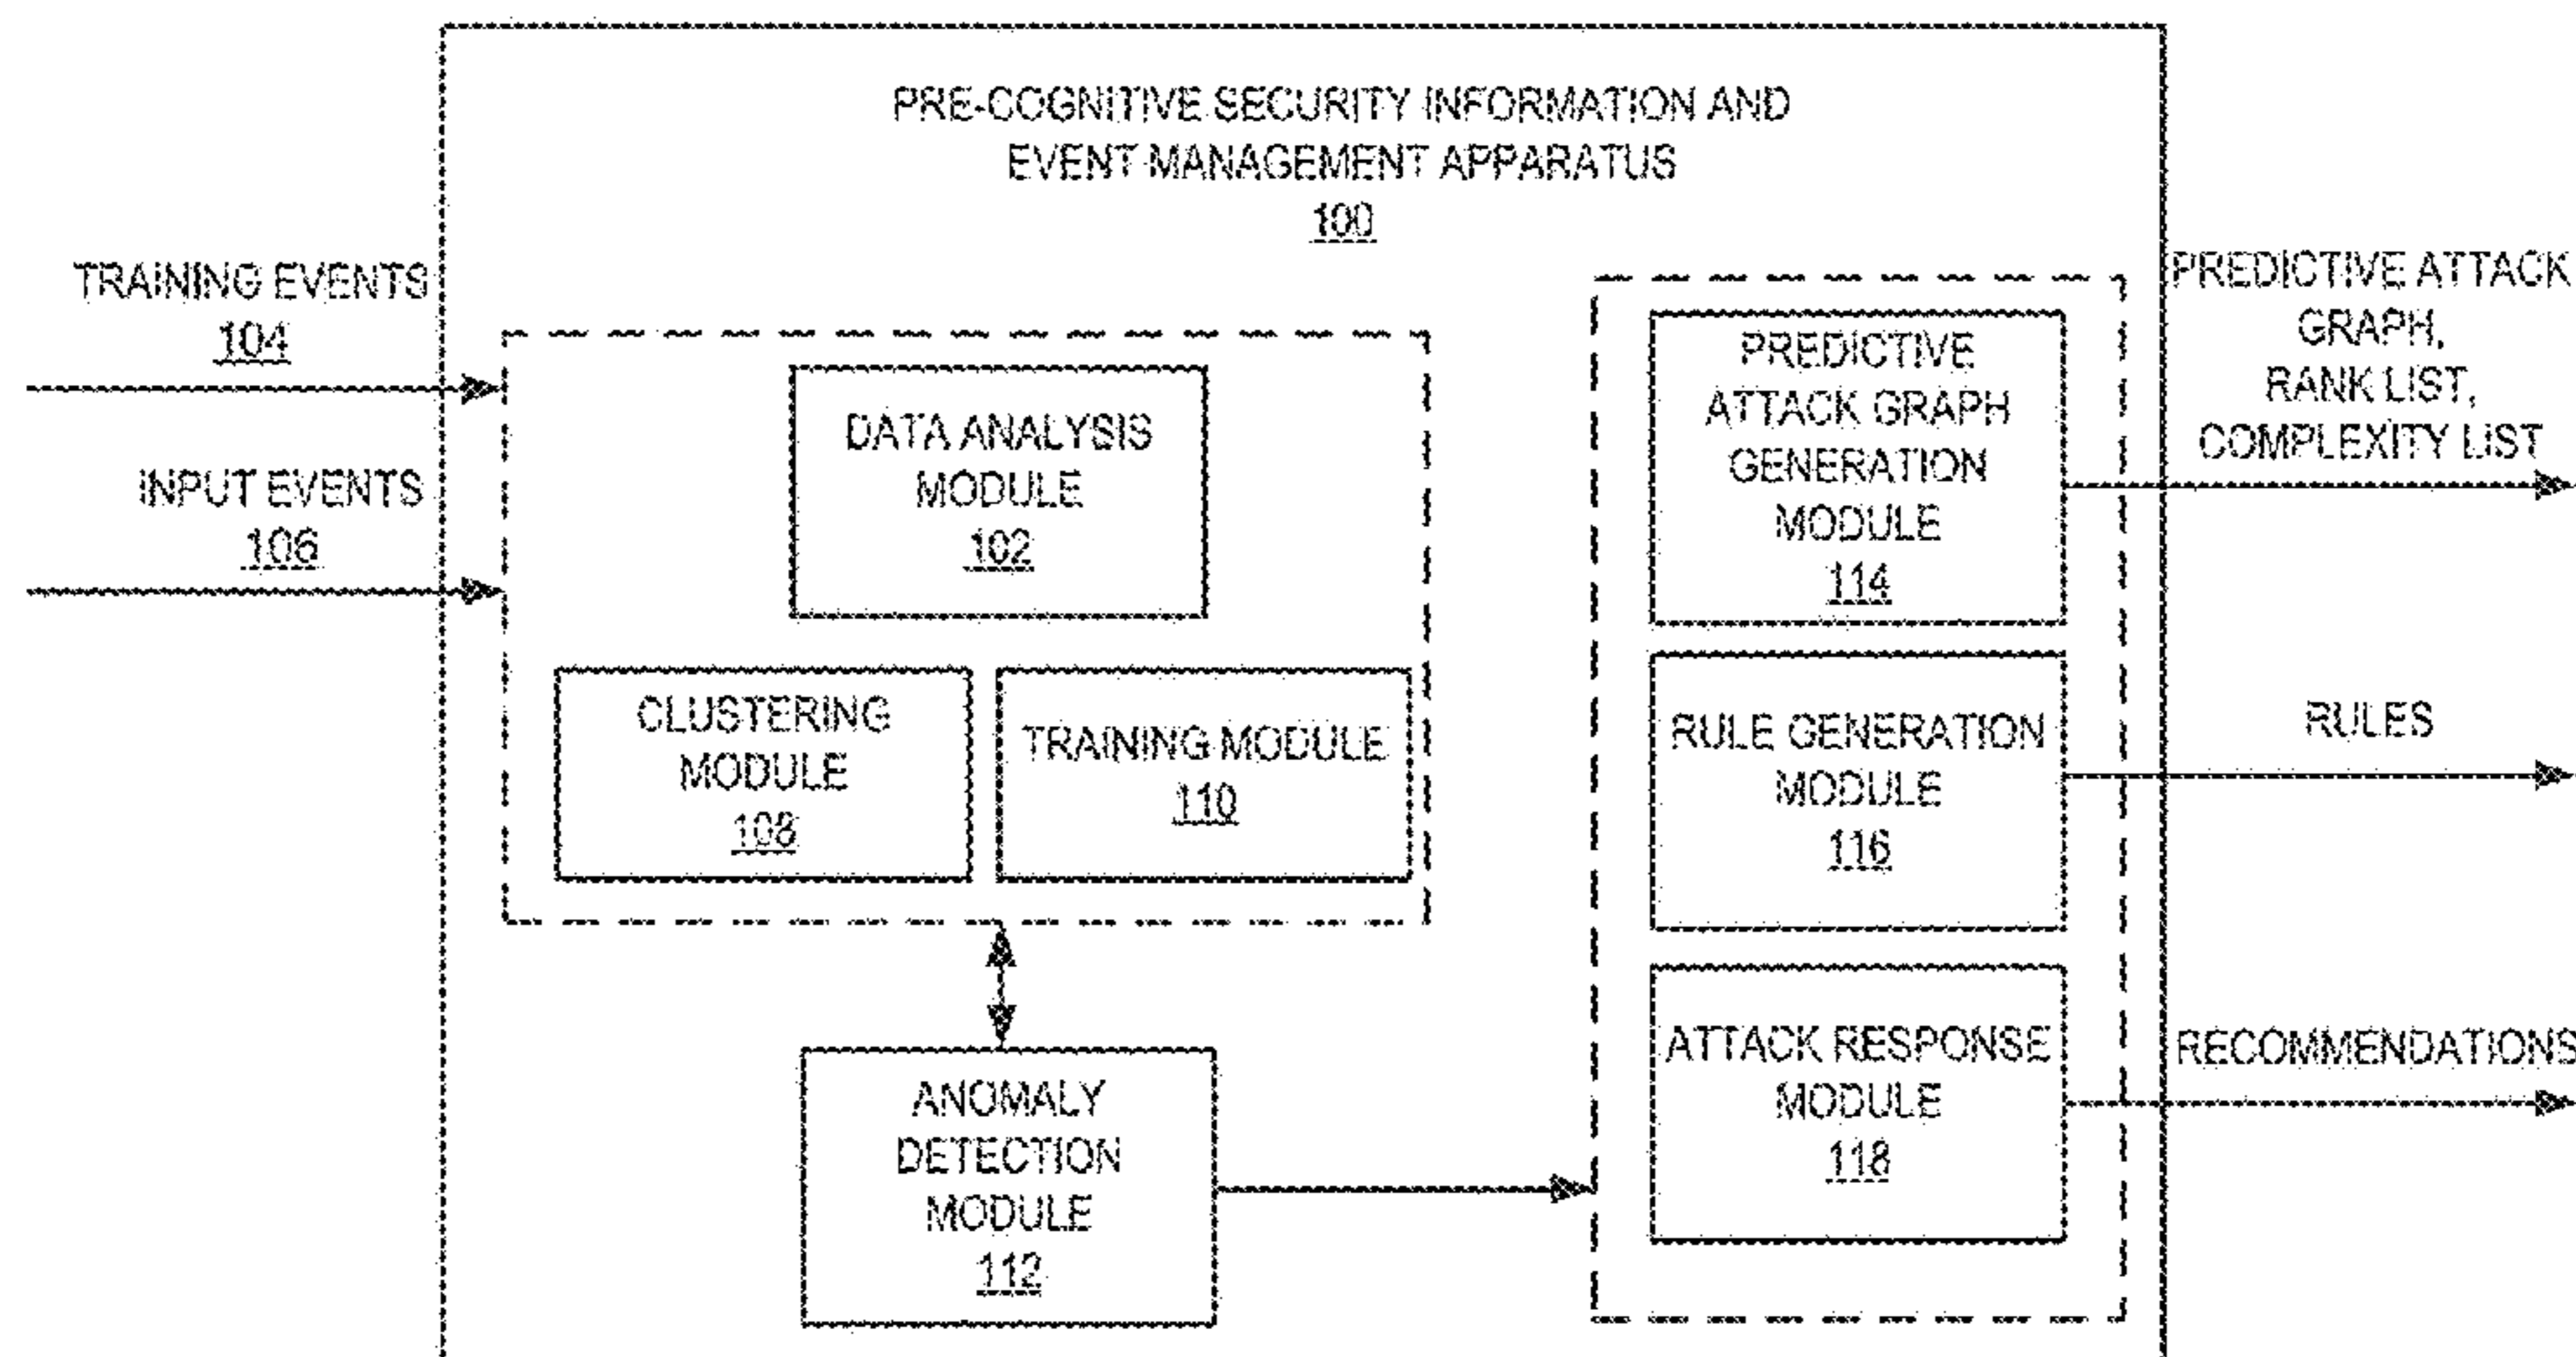 PRE-COGNITIVE SECURITY INFORMATION AND
EVENT MANAGEMENT APPARATUS
100
TRAINING EVENTS
104
INPUT EVENTS
106
DATA ANALYSIS
MODULE
102
CLUSTERING
MODULE
108
TRAINING MODULE
110
ANOMALY
DETECTION
MODULE
112
PREDICTIVE
ATTACK GRAPH
GENERATION
MODULE
114
RULE GENERATION
MODULE
116
ATTACK RESPONSE
MODULE
118
PREDICTIVE ATTACK
GRAPH,
RANK LIST,
COMPLEXITY LIST
RULES
RECOMMENDATIONS